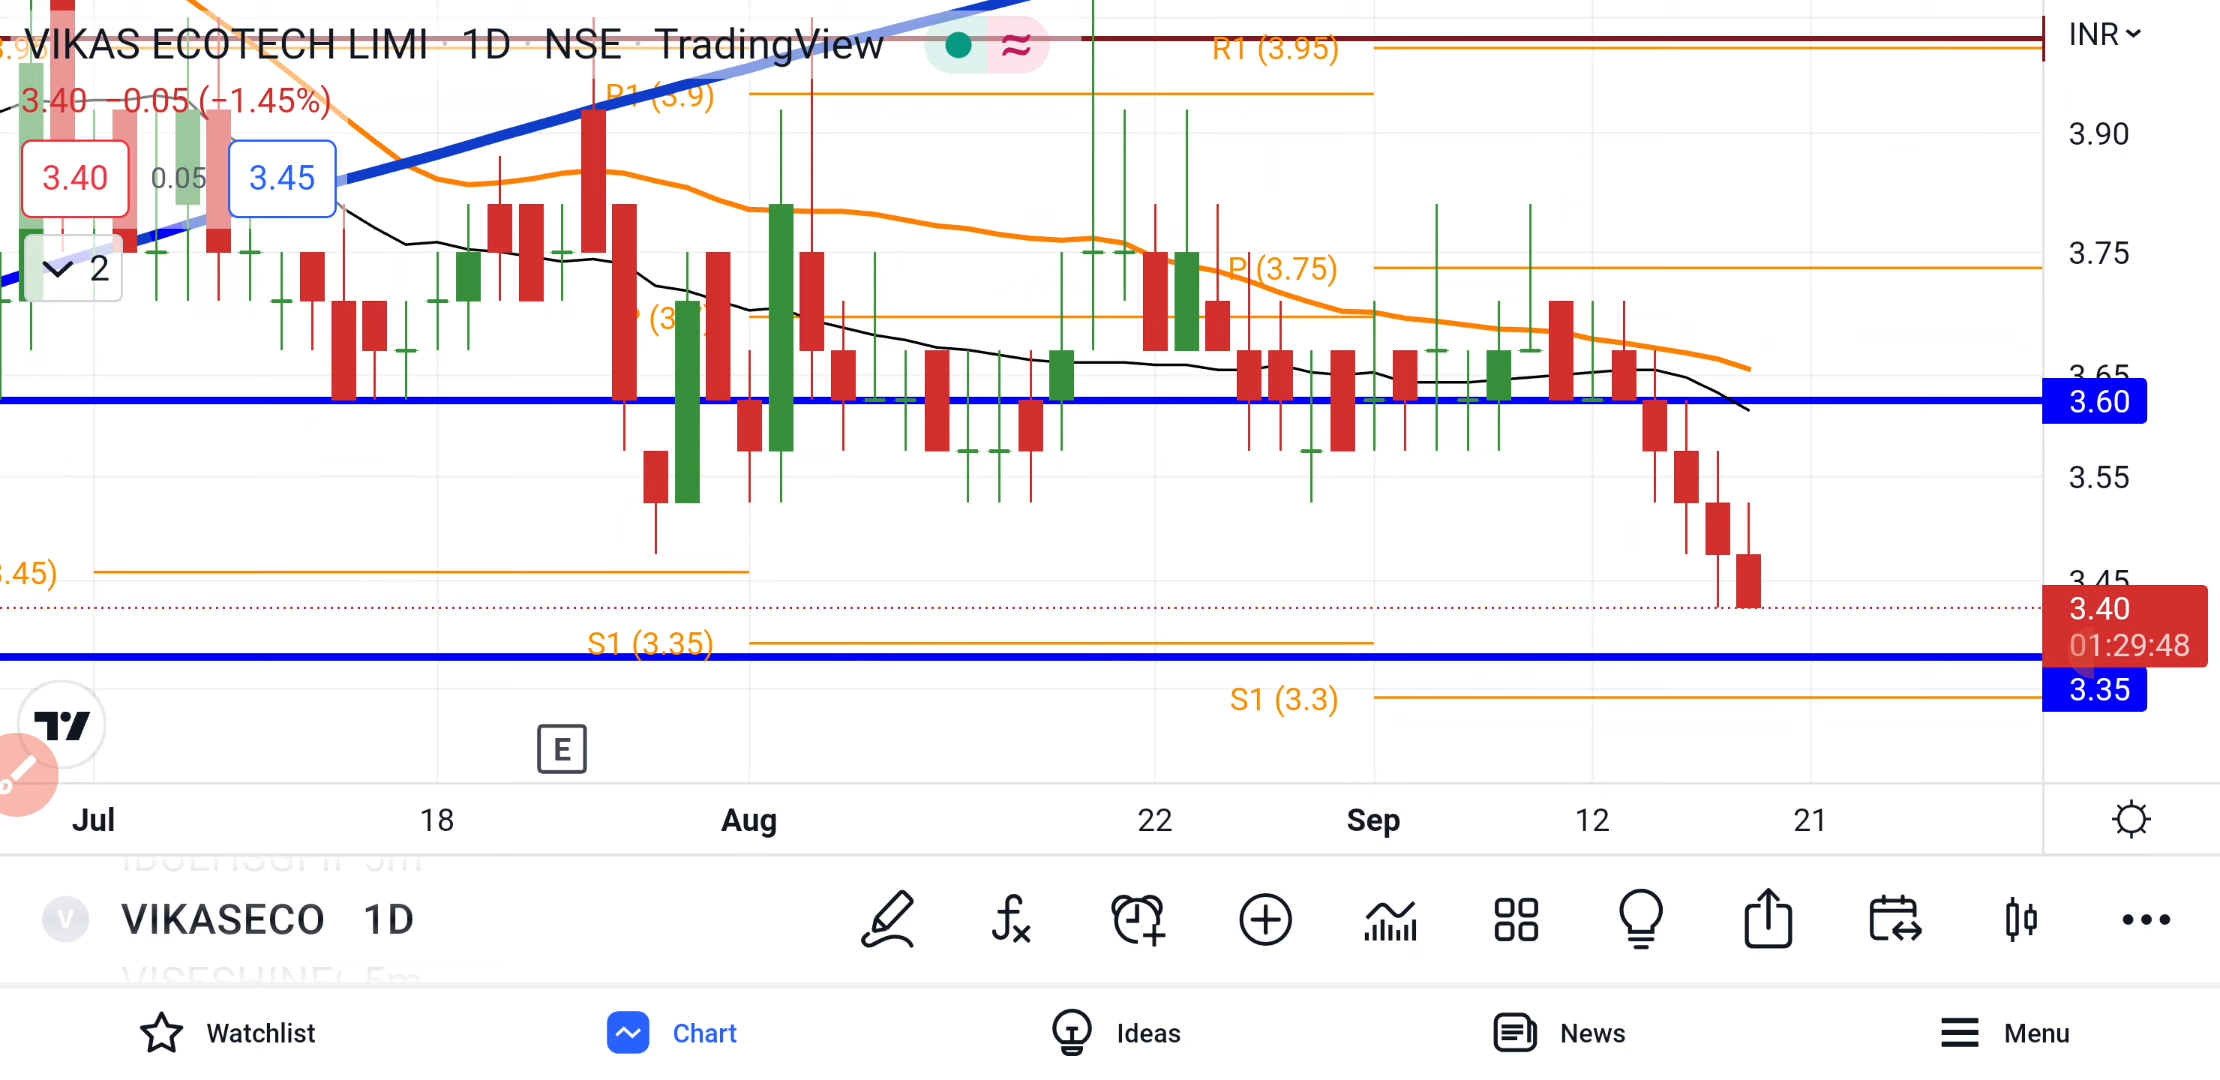 VIKAS ECOTECH LIMI · 1D · NSE · TradingView
INR
R1 (3.95)
3.40 −0.05 (−1.45%)
R1 (3.9)
3.90
3.40
0.05
3.45
3.75
P (3.75)
2
3.65
3.60
3.55
.45)
3.45
3.40
01:29:48
S1 (3.35)
3.35
S1 (3.3)
E
Jul
18
Aug
22
Sep
12
21
V
VIKASECO 1D
Watchlist
Chart
Ideas
News
Menu